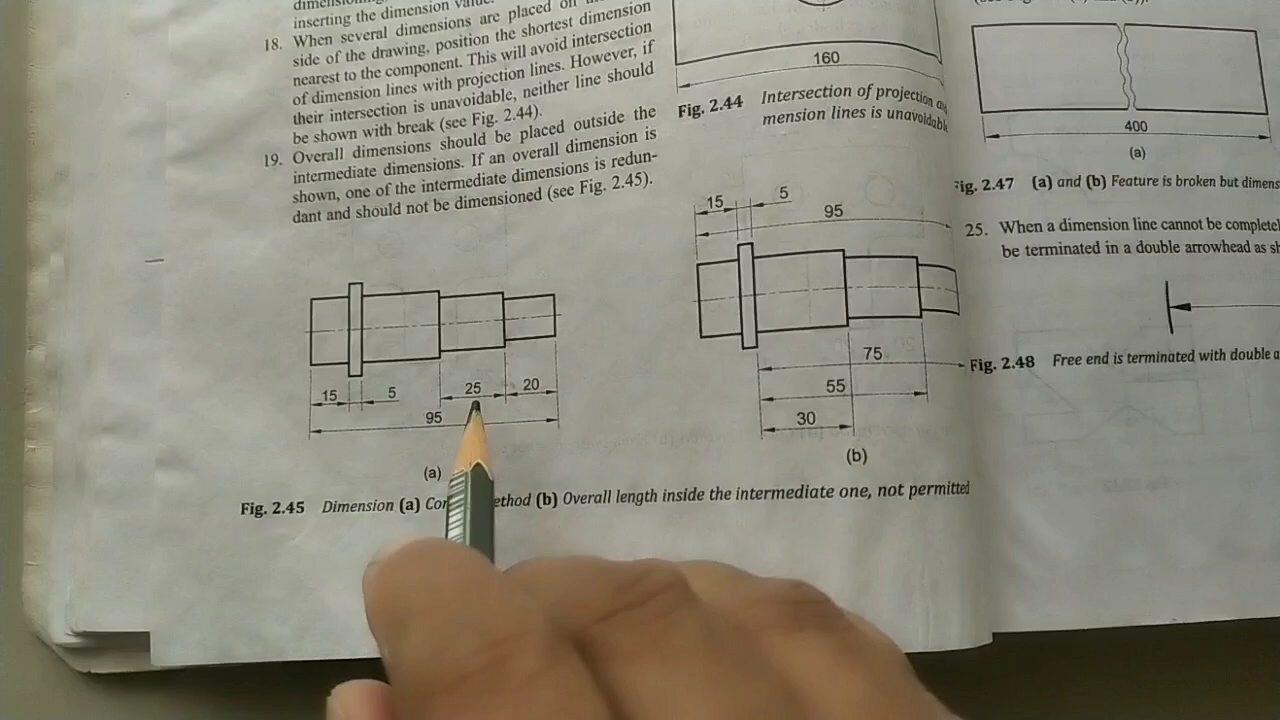 inserting the dimension value.
18. When several dimensions are placed on
side of the drawing, position the shortest dimension
nearest to the component. This will avoid intersection
of dimension lines with projection lines. However, if
their intersection is unavoidable, neither line should
be shown with break (see Fig. 2.44).
19. Overall dimensions should be placed outside the
intermediate dimensions. If an overall dimension is
shown, one of the intermediate dimensions is redun-
dant and should not be dimensioned (see Fig. 2.45).
15
5
25
20
95
(a)
160
Fig. 2.44 Intersection of projection
mension lines is unavoidabl
15
5
95
75
55
30
(b)
Fig. 2.45 Dimension (a) Cor ethod (b) Overall length inside the intermediate one, not permitted
400
(a)
Fig. 2.47 (a) and (b) Feature is broken but dimens
25. When a dimension line cannot be complete
be terminated in a double arrowhead as sh
Fig. 2.48 Free end is terminated with double a